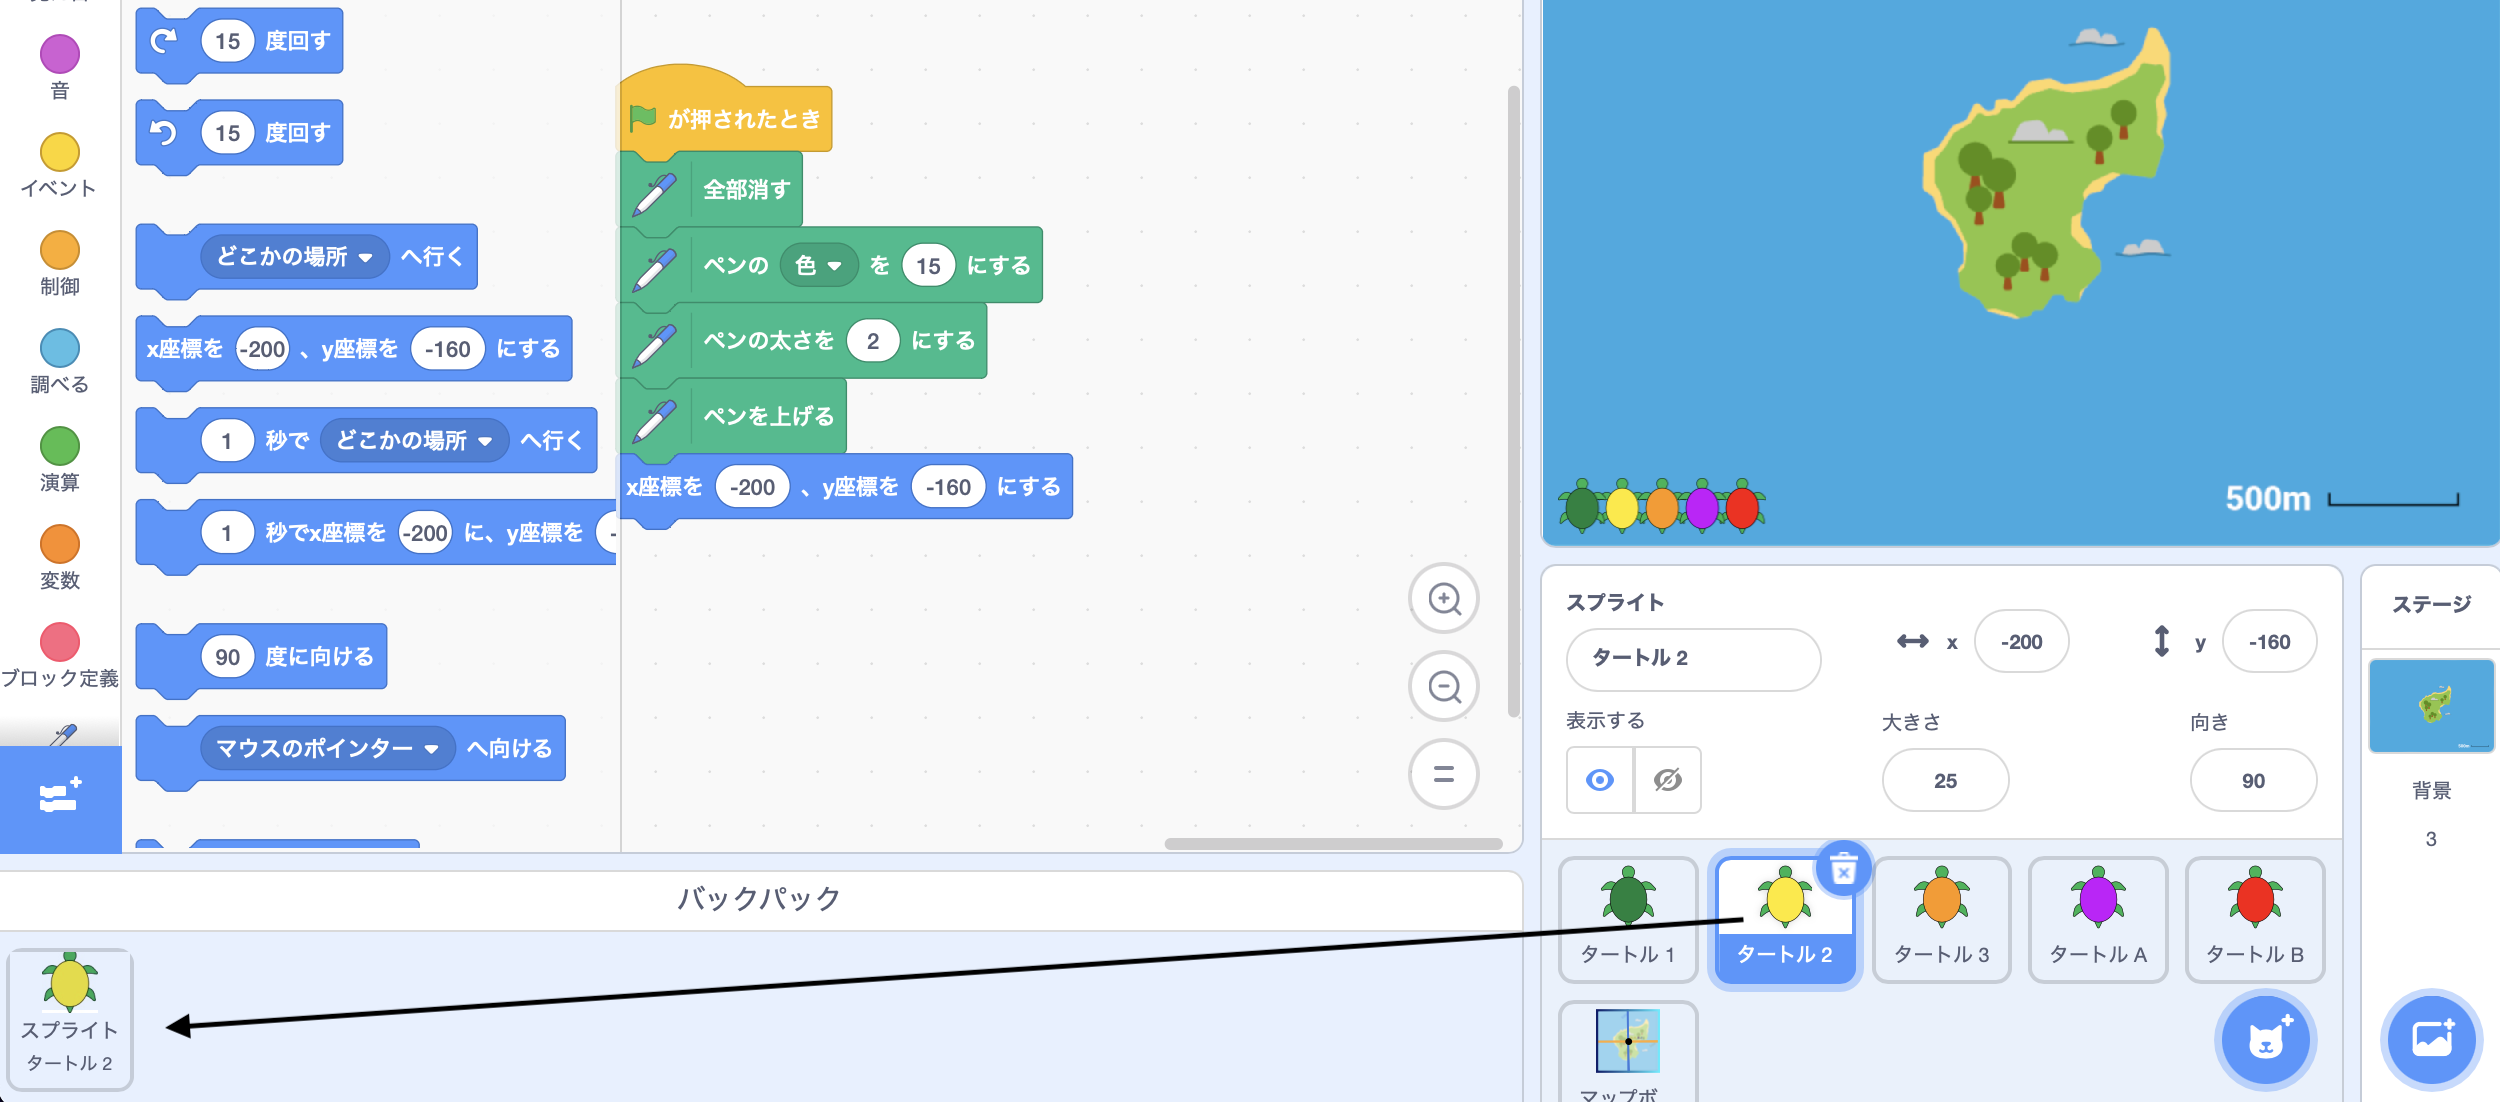 音
イベント
制御
調べる
演算
変数
ブロック定義
15 度回す
15 度回す
どこかの場所 へ行く
x座標を -200 、y座標を -160 にする
1 秒で どこかの場所 へ行く
1 秒でx座標を -200 に、y座標を -
90 度に向ける
マウスのポインター へ向ける
が押されたとき
全部消す
ペンの 色 を 15 にする
ペンの太さを 2 にする
ペンを上げる
x座標を -200 、y座標を -160 にする
500m
スプライト
タートル 2
x -200
y -160
表示する
大きさ
25
向き
90
タートル 1
タートル 2
タートル 3
タートル A
タートル B
マップボ
ステージ
背景
3
バックパック
スプライト
タートル 2